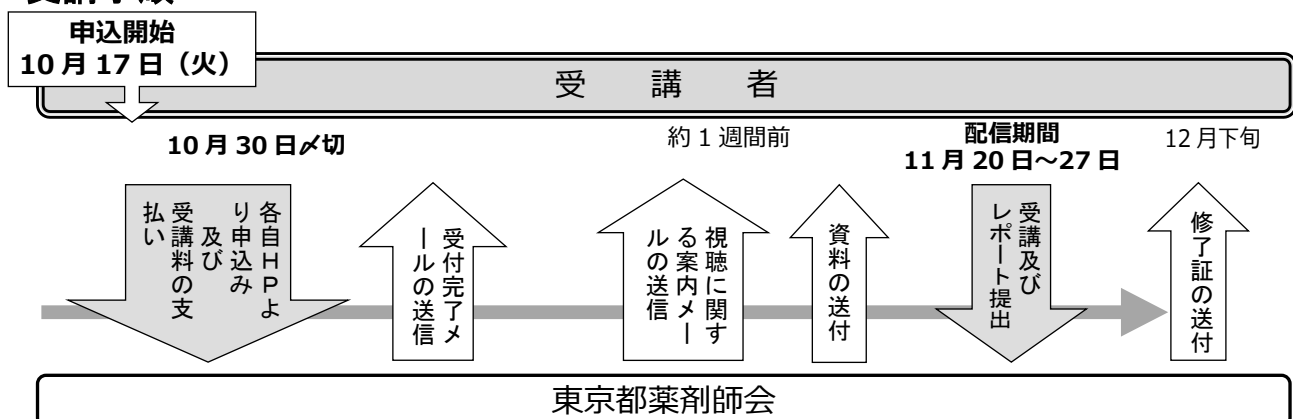 申込開始
10月17日（火）
受講者
10月30日〆切
約1週間前
配信期間
11月20日～27日
12月下旬
各自HPよ
り申込み
及び
受講料の支
払い
受付完了メ
ールの送信
視聴に関す
る案内メー
ルの送信
資料の送付
受講及び
レポート提出
修了証の送付
東京都薬剤師会